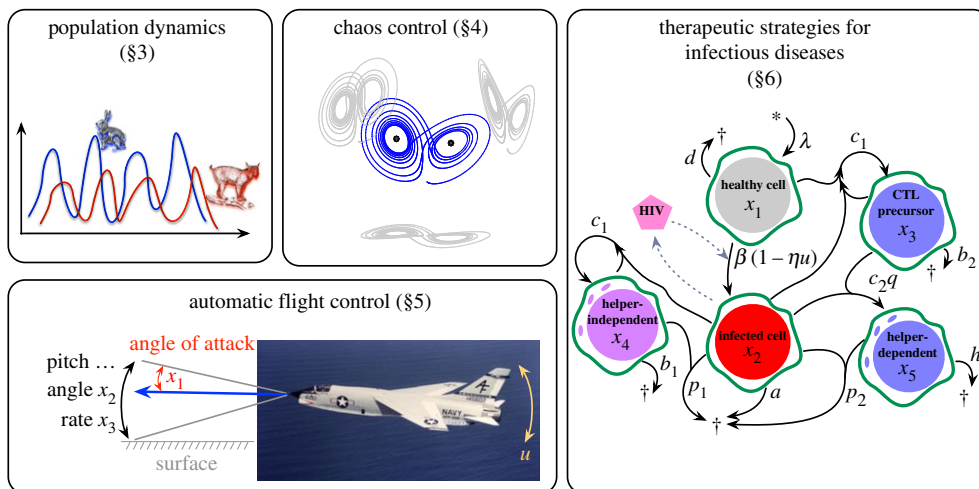 population dynamics
(§3)
chaos control (§4)
therapeutic strategies for
infectious diseases
(§6)
*
λ
†
d
c1
healthy cell
x1
CTL
precursor
x3
HIV
β (1 – ηu)
b2
†
c1
c2q
helper-
independent
x4
infected cell
x2
helper-
dependent
x5
h
†
b1
†
p1
a
p2
†
automatic flight control (§5)
angle of attack
pitch …
x1
angle x2
rate x3
surface
NAVY
u